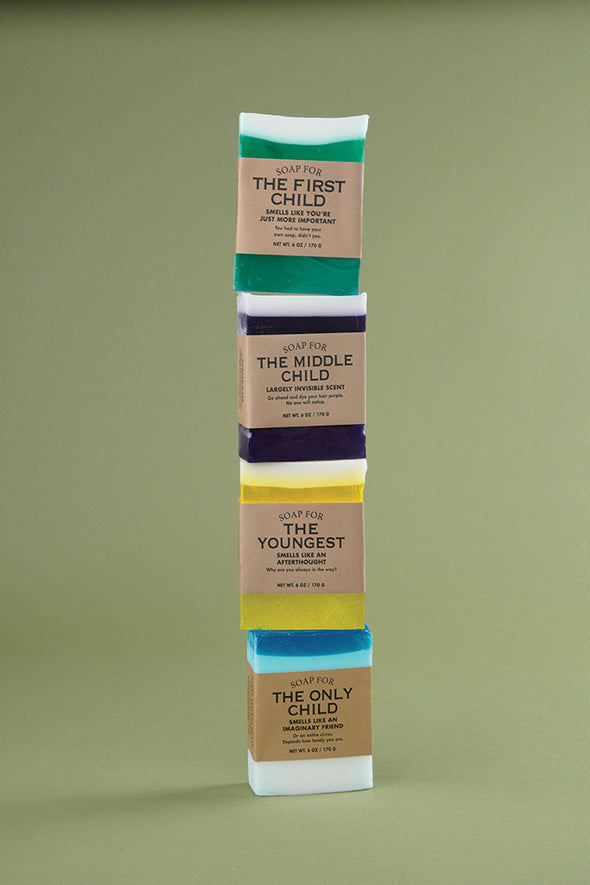 SOAP FOR
THE FIRST
CHILD
SMELLS LIKE YOU'RE
JUST MORE IMPORTANT
You had to have your
own soap, didn't you.
NET WT. 6 OZ / 170 G
SOAP FOR
THE MIDDLE
CHILD
LARGELY INVISIBLE SCENT
Go ahead and dye your hair purple.
No one will notice.
NET WT. 6 OZ / 170 G
SOAP FOR
THE
YOUNGEST
SMELLS LIKE AN
AFTERTHOUGHT
Why are you always in the way?
NET WT. 6 OZ / 170 G
SOAP FOR
THE ONLY
CHILD
SMELLS LIKE AN
IMAGINARY FRIEND
Or an entire circus.
Depends how lonely you are.
NET WT. 6 OZ / 170 G